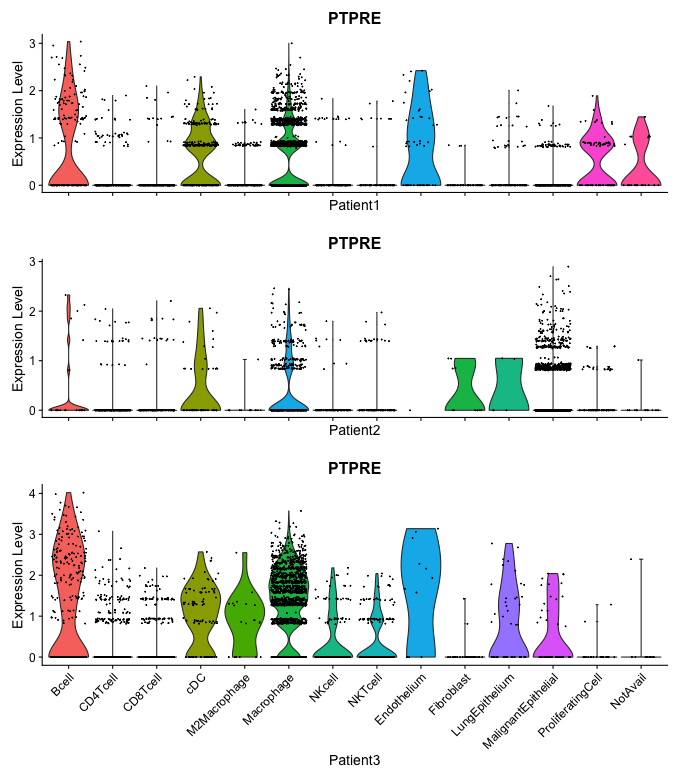 PTPRE
Expression Level
3
2
1
0
Patient1
PTPRE
Expression Level
3
2
1
0
Patient2
PTPRE
Expression Level
4
3
2
1
0
Bcell
CD4Tcell
CD8Tcell
cDC
M2Macrophage
Macrophage
NKcell
NKTcell
Endothelium
Fibroblast
LungEpithelium
MalignantEpithelial
ProliferatingCell
NotAvail
Patient3